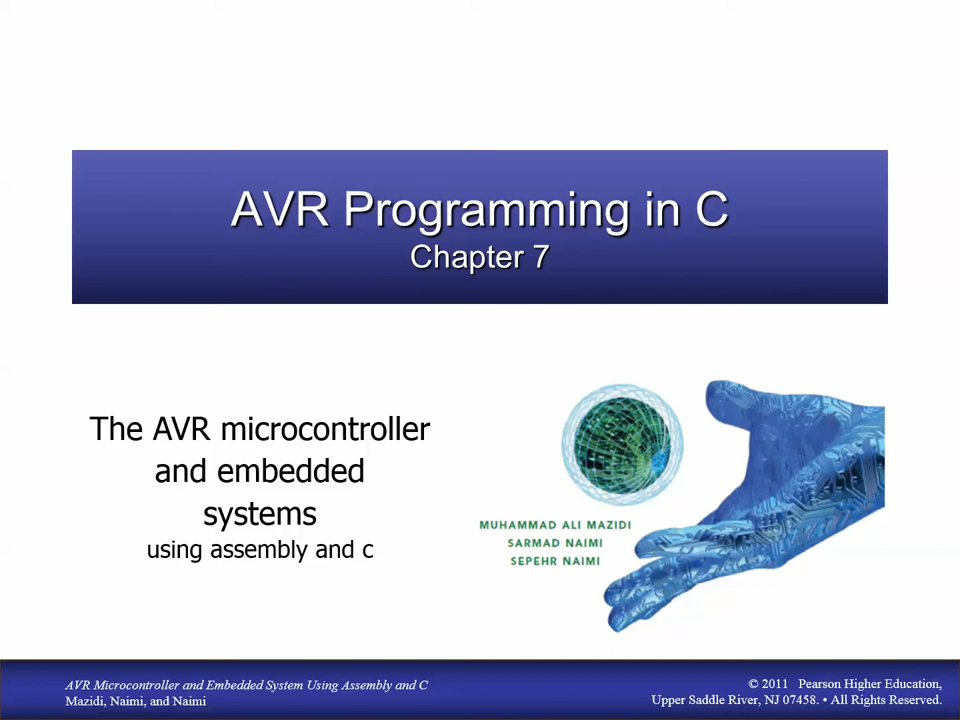 AVR Programming in C
Chapter 7
The AVR microcontroller
and embedded
systems
using assembly and c
MUHAMMAD ALI MAZIDI
SARMAD NAIMI
SEPEHR NAIMI
AVR Microcontroller and Embedded System Using Assembly and C
Mazidi, Naimi, and Naimi
© 2011 Pearson Higher Education,
Upper Saddle River, NJ 07458. • All Rights Reserved.